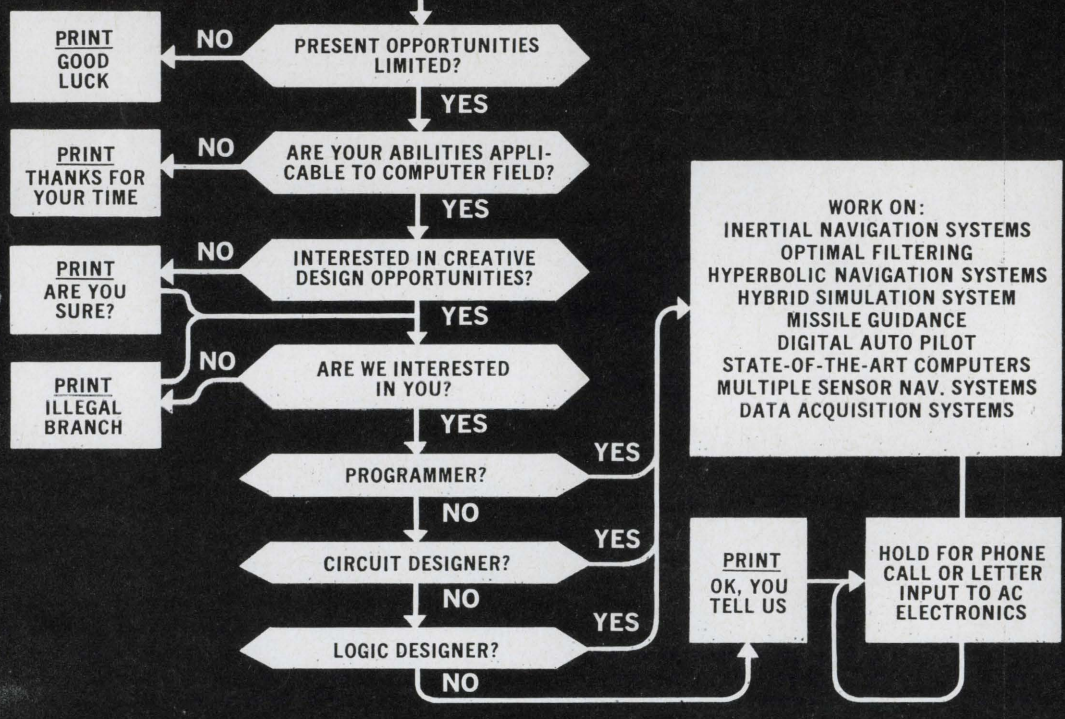 PRINT
GOOD
LUCK
NO
PRESENT OPPORTUNITIES
LIMITED?
YES
PRINT
THANKS FOR
YOUR TIME
NO
ARE YOUR ABILITIES APPLI-
CABLE TO COMPUTER FIELD?
YES
PRINT
ARE YOU
SURE?
NO
INTERESTED IN CREATIVE
DESIGN OPPORTUNITIES?
YES
PRINT
ILLEGAL
BRANCH
NO
ARE WE INTERESTED
IN YOU?
YES
PROGRAMMER?
YES
NO
CIRCUIT DESIGNER?
YES
NO
LOGIC DESIGNER?
YES
NO
WORK ON:
INERTIAL NAVIGATION SYSTEMS
OPTIMAL FILTERING
HYPERBOLIC NAVIGATION SYSTEMS
HYBRID SIMULATION SYSTEM
MISSILE GUIDANCE
DIGITAL AUTO PILOT
STATE-OF-THE-ART COMPUTERS
MULTIPLE SENSOR NAV. SYSTEMS
DATA ACQUISITION SYSTEMS
PRINT
OK, YOU
TELL US
HOLD FOR PHONE
CALL OR LETTER
INPUT TO AC
ELECTRONICS